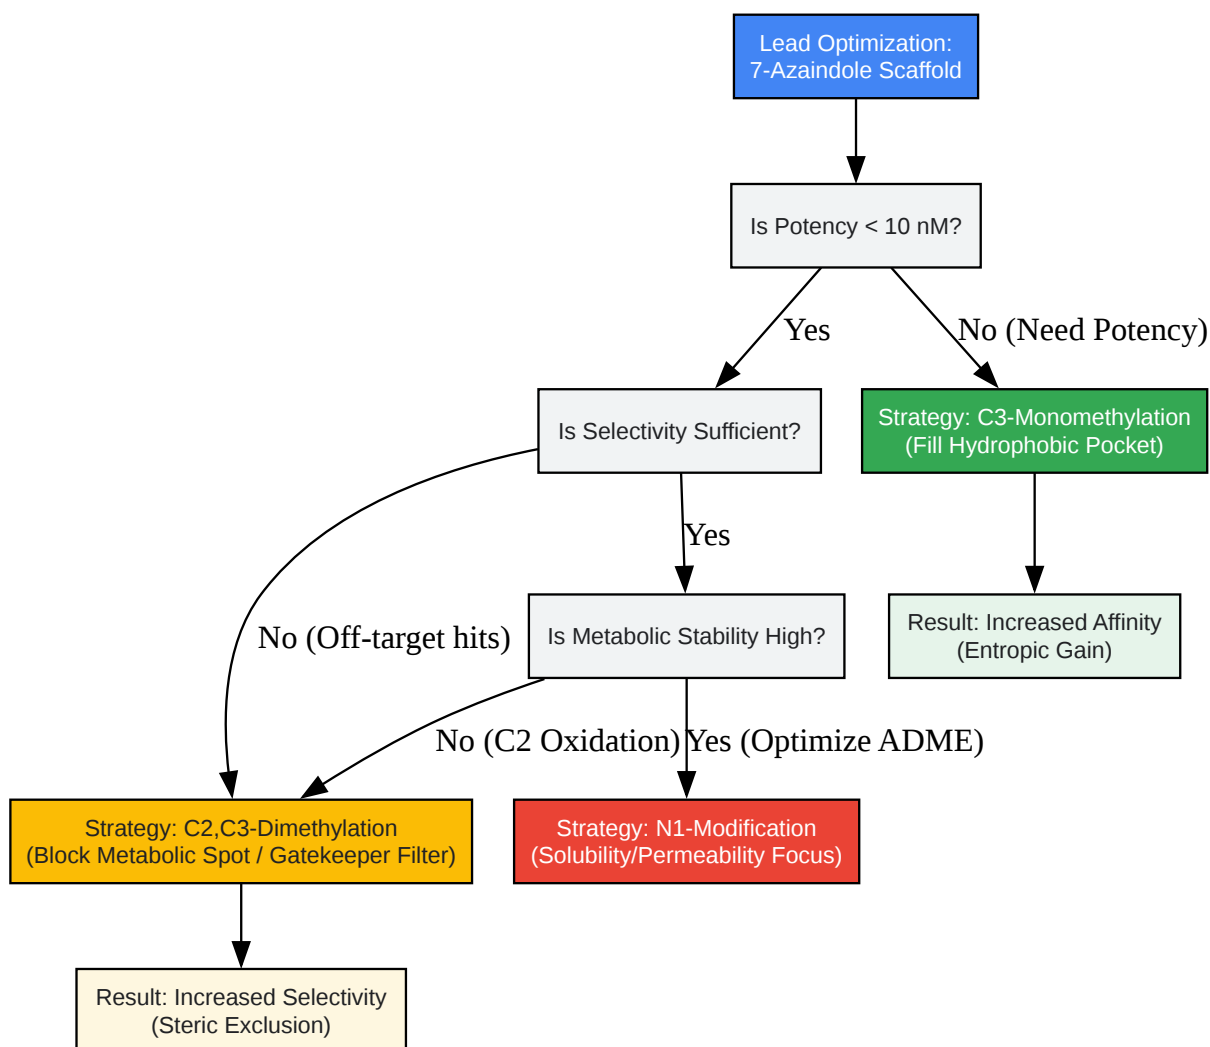 Lead Optimization:
7-Azaindole Scaffold
Is Potency < 10 nM?
Yes
No (Need Potency)
Is Selectivity Sufficient?
Strategy: C3-Monomethylation
(Fill Hydrophobic Pocket)
Yes
No (Off-target hits)
Is Metabolic Stability High?
Result: Increased Affinity
(Entropic Gain)
No (C2 Oxidation)
Yes (Optimize ADME)
Strategy: C2,C3-Dimethylation
(Block Metabolic Spot / Gatekeeper Filter)
Strategy: N1-Modification
(Solubility/Permeability Focus)
Result: Increased Selectivity
(Steric Exclusion)